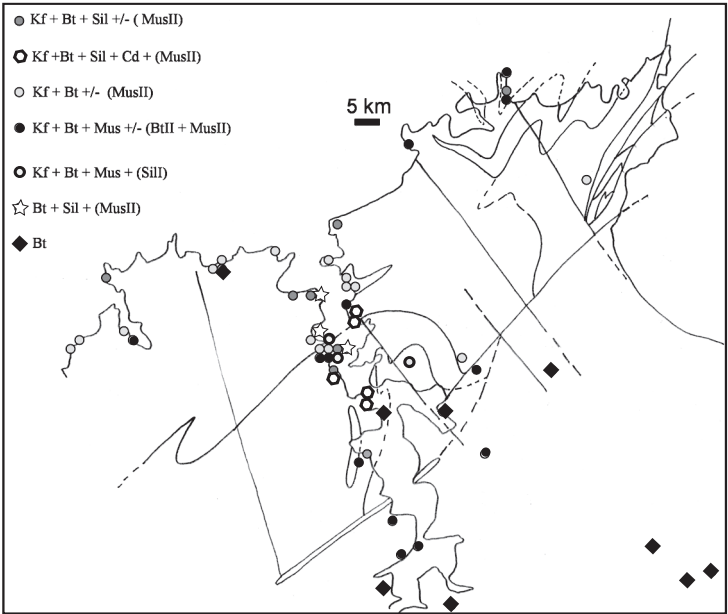 Kf + Bt + Sil +/- ( MusII)
Kf +Bt + Sil + Cd + (MusII)
Kf + Bt +/- (MusII)
Kf + Bt + Mus +/- (BtII + MusII)
Kf + Bt + Mus + (SilI)
Bt + Sil + (MusII)
Bt
5 km